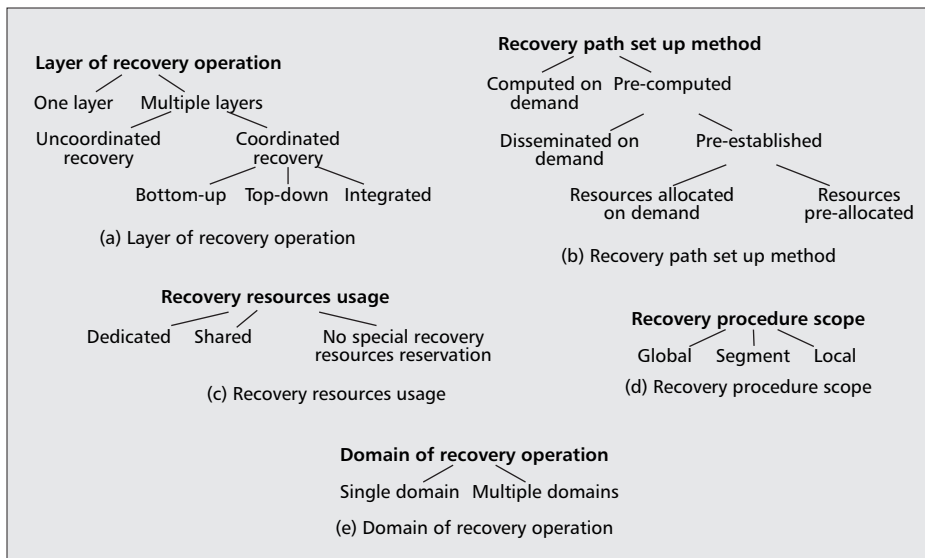 Layer of recovery operation
One layer Multiple layers
Uncoordinated recovery
Coordinated recovery
Bottom-up Top-down Integrated
(a) Layer of recovery operation
Recovery path set up method
Computed on demand
Pre-computed
Disseminated on demand
Pre-established
Resources allocated on demand
Resources pre-allocated
(b) Recovery path set up method
Recovery resources usage
Dedicated Shared
No special recovery resources reservation
(c) Recovery resources usage
Recovery procedure scope
Global Segment Local
(d) Recovery procedure scope
Domain of recovery operation
Single domain Multiple domains
(e) Domain of recovery operation